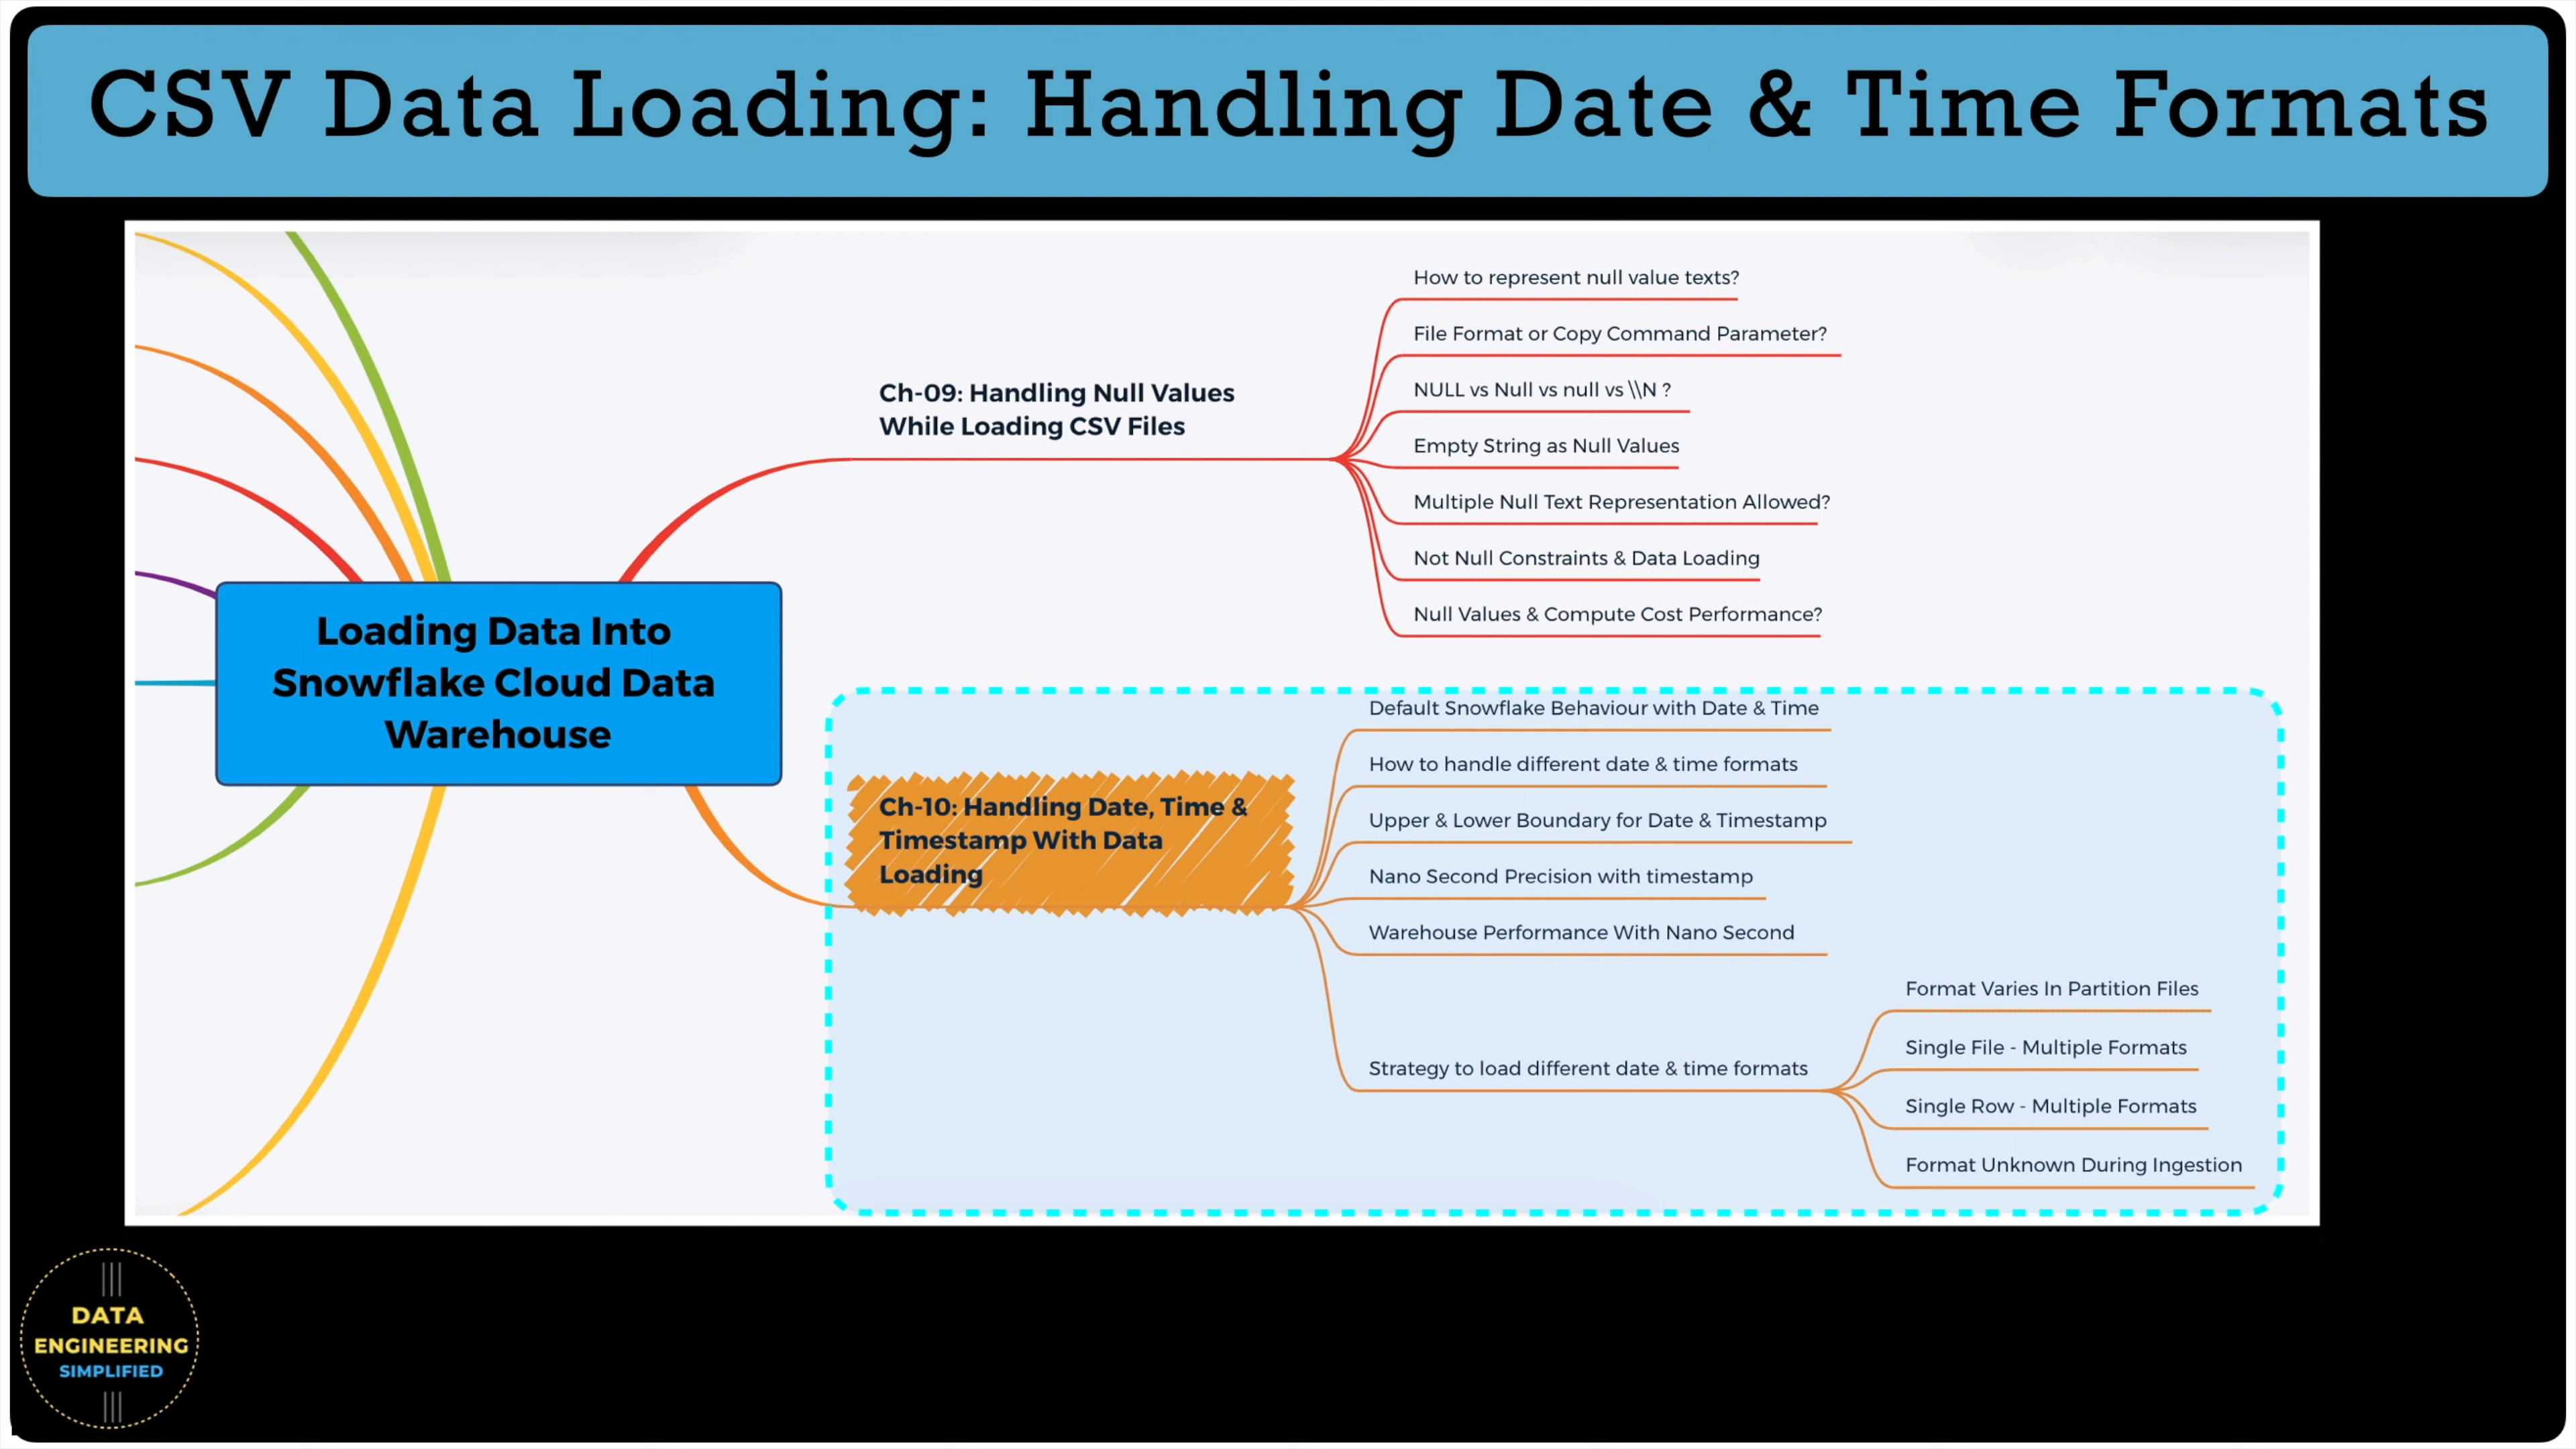 CSV Data Loading: Handling Date & Time Formats
How to represent null value texts?
File Format or Copy Command Parameter?
NULL vs Null vs null vs \\N ?
Empty String as Null Values
Multiple Null Text Representation Allowed?
Not Null Constraints & Data Loading
Null Values & Compute Cost Performance?
Ch-09: Handling Null Values
While Loading CSV Files
Loading Data Into
Snowflake Cloud Data
Warehouse
Ch-10: Handling Date, Time &
Timestamp With Data
Loading
Default Snowflake Behaviour with Date & Time
How to handle different date & time formats
Upper & Lower Boundary for Date & Timestamp
Nano Second Precision with timestamp
Warehouse Performance With Nano Second
Strategy to load different date & time formats
Format Varies In Partition Files
Single File - Multiple Formats
Single Row - Multiple Formats
Format Unknown During Ingestion
DATA
ENGINEERING
SIMPLIFIED